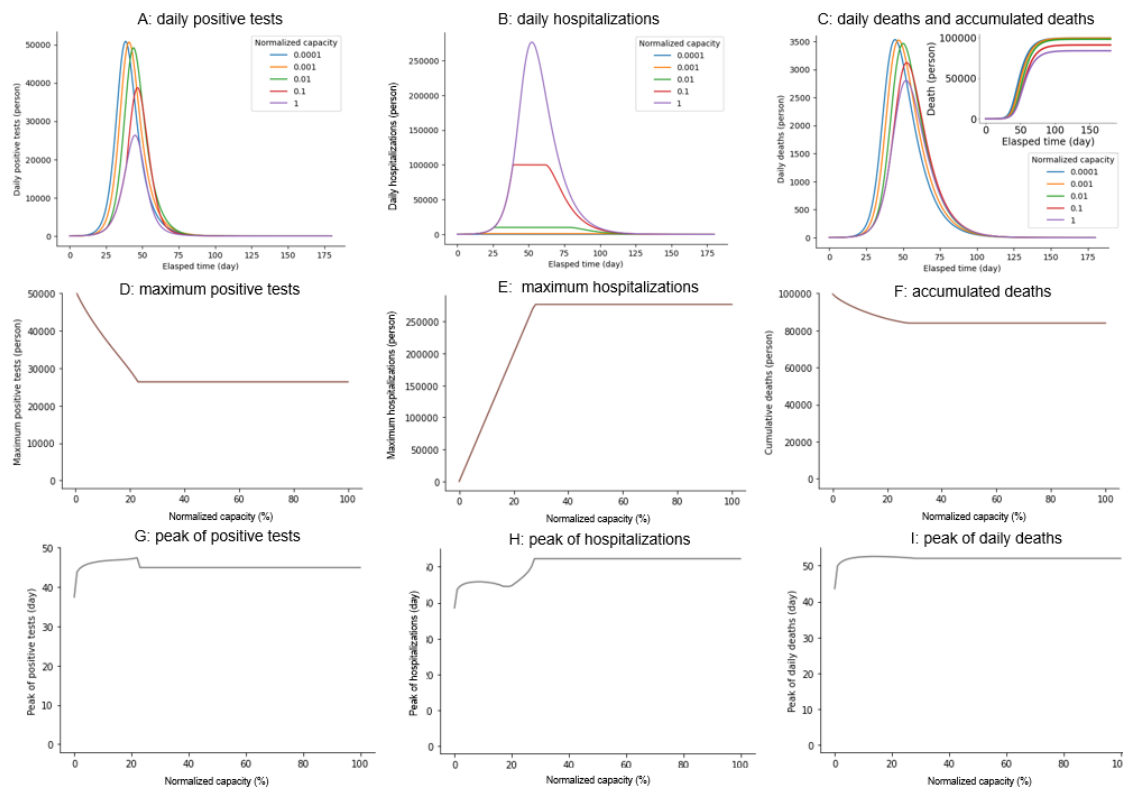 A: daily positive tests
Daily positive tests (person)
50000
40000
30000
20000
10000
0
0 25 50 75 100 125 150 175
Elasped time (day)
Normalized capacity
0.0001
0.001
0.01
0.1
1
B: daily hospitalizations
Daily hospitalizations (person)
250000
200000
150000
100000
50000
0
0 25 50 75 100 125 150 175
Elasped time (day)
Normalized capacity
0.0001
0.001
0.01
0.1
1
C: daily deaths and accumulated deaths
Daily deaths (person)
3500
3000
2500
2000
1500
1000
500
0
0 25 50 75 100 125 150 175
Elasped time (day)
Death (person)
100000
50000
0
0 50 100 150
Elasped time (day)
Normalized capacity
0.0001
0.001
0.01
0.1
1
D: maximum positive tests
Maximum positive tests (person)
50000
40000
30000
20000
10000
0
0 20 40 60 80 100
Normalized capacity (%)
E: maximum hospitalizations
Maximum hospitalizations (person)
250000
200000
150000
100000
50000
0
0 20 40 60 80 100
Normalized capacity (%)
F: accumulated deaths
Cumulative deaths (person)
100000
80000
60000
40000
20000
0
0 20 40 60 80 100
Normalized capacity (%)
G: peak of positive tests
Peak of positive tests (day)
50
40
30
20
10
0
0 20 40 60 80 100
Normalized capacity (%)
H: peak of hospitalizations
Peak of hospitalizations (day)
20
0
0 20 40 60 80 100
Normalized capacity (%)
I: peak of daily deaths
Peak of daily deaths (day)
50
40
30
20
10
0
0 20 40 60 80 100
Normalized capacity (%)